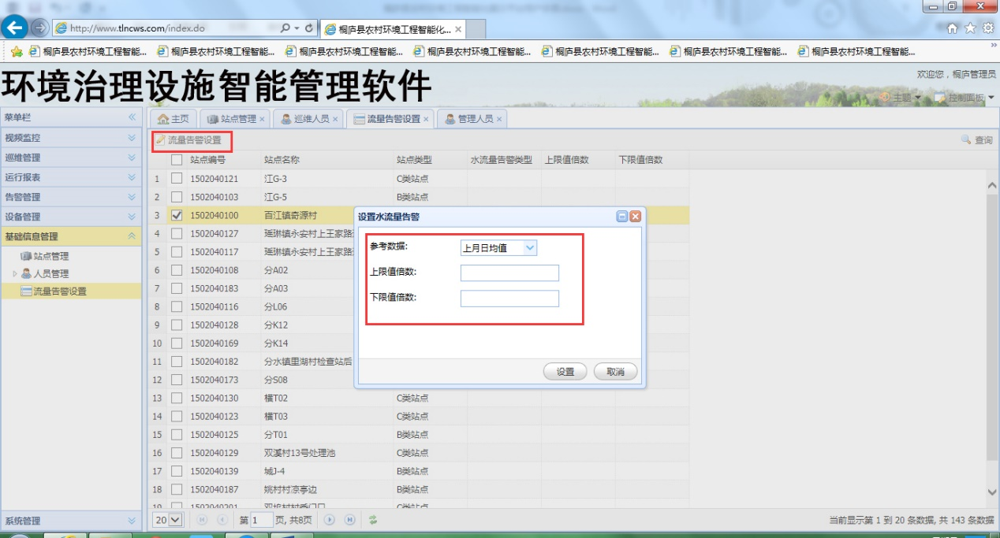 http://www.tlncws.com/index.do
桐庐县农村环境工程智能化...
桐庐县农村环境工程智能... 桐庐县农村环境工程智能... 桐庐县农村环境工程智能... 桐庐县农村环境工程智能... 桐庐县农村环境工程智能... 桐庐县农村环境工程智能... 桐庐县农村环境工程智能...
环境治理设施智能管理软件
欢迎您，桐庐管理员
主题 控制面板
菜单栏
视频监控
巡维管理
运行报表
告警管理
设备管理
基础信息管理
站点管理
人员管理
流量告警设置
系统管理
主页 站点管理 巡维人员 流量告警设置 管理人员
流量告警设置 查询
站点编号 站点名称 站点类型 水流量告警类型 上限值倍数 下限值倍数
1 1502040121 江G-3 C类站点
2 1502040103 江G-5 B类站点
3 1502040100 百江镇奇源村
4 1502040127 瑶琳镇永安村上王家路
5 1502040117 瑶琳镇永安村上王家路
6 1502040108 分A02
7 1502040183 分A03
8 1502040116 分L06
9 1502040128 分K12
10 1502040169 分K14
11 1502040182 分水镇里湖村检查站后
12 1502040173 分S08
13 1502040130 横T02 C类站点
14 1502040123 横T03 C类站点
15 1502040125 分T01 B类站点
16 1502040129 双溪村13号处理池 C类站点
17 1502040139 城J-4 B类站点
18 1502040187 姚村村凉亭边 B类站点
19 1502040201 C类站点
设置水流量告警
参考数据: 上月日均值
上限值倍数:
下限值倍数:
设置 取消
20 第 1 页, 共8页
当前显示第 1 到 20 条数据, 共 143 条数据